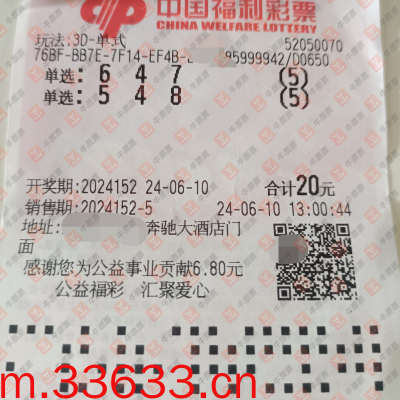 中国福利彩票
CHINA WELFARE LOTTERY
玩法:3D-单式 52050070
76BF-BB7E-7F14-EF4B- 95999942/D0650
单选: 6 4 7 (5)
单选: 5 4 8 (5)
开奖期:2024152 24-06-10 合计20元
销售期:2024152-5 24-06-10 13:00:44
地址: 奔驰大酒店门
面
感谢您为公益事业贡献6.80元
公益福彩 汇聚爱心
m.33633.cn